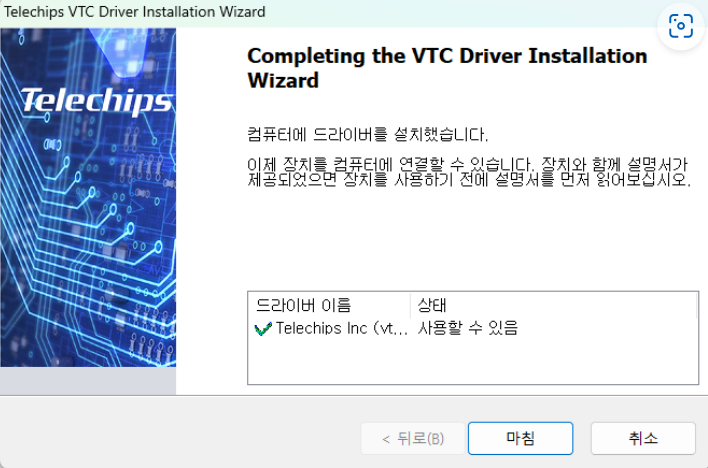 Telechips VTC Driver Installation Wizard
Telechips
Completing the VTC Driver Installation
Wizard
컴퓨터에 드라이버를 설치했습니다.
이제 장치를 컴퓨터에 연결할 수 있습니다. 장치와 함께 설명서가
제공되었으면 장치를 사용하기 전에 설명서를 먼저 읽어보십시오.
드라이버 이름 상태
Telechips Inc (vt... 사용할 수 있음
< 뒤로(B) 마침 취소